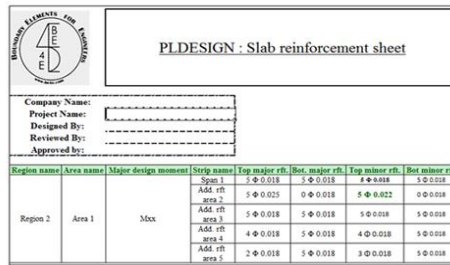 BOUNDARY ELEMENTS FOR ENGINEERS
BE
4E
PLDESIGN : Slab reinforcement sheet
Company Name:
Project Name:
Designed By:
Reviewed By:
Approved by:
Region name Area name Major design moment Strip name Top major rft. Bot. major rft. Top minor rft. Bot minor r
Span 1 5 Φ 0.018 5 Φ 0.018 5 Φ 0.018
Add. rft area 2 5 Φ 0.025 0 Φ 0.018 5 Φ 0.022 0 Φ 0.018
Region 2 Area 1 Mxx Add. rft area 3 5 Φ 0.018 5 Φ 0.018 5 Φ 0.018 5 Φ 0.018
Add. rft area 4 4 Φ 0.018 5 Φ 0.018 4 Φ 0.018 5 Φ 0.018
Add. rft area 5 2 Φ 0.018 5 Φ 0.018 3 Φ 0.018 5 Φ 0.018